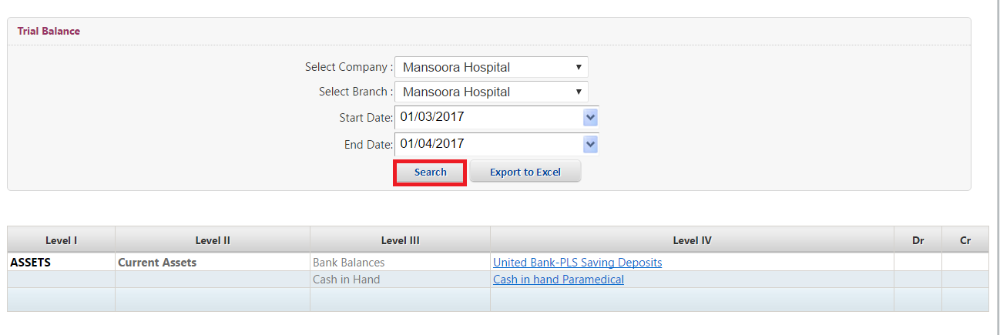 Trial Balance
Select Company : Mansoora Hospital
Select Branch : Mansoora Hospital
Start Date: 01/03/2017
End Date: 01/04/2017
Search Export to Excel
Level I Level II Level III Level IV Dr Cr
ASSETS Current Assets Bank Balances United Bank-PLS Saving Deposits
Cash in Hand Cash in hand Paramedical